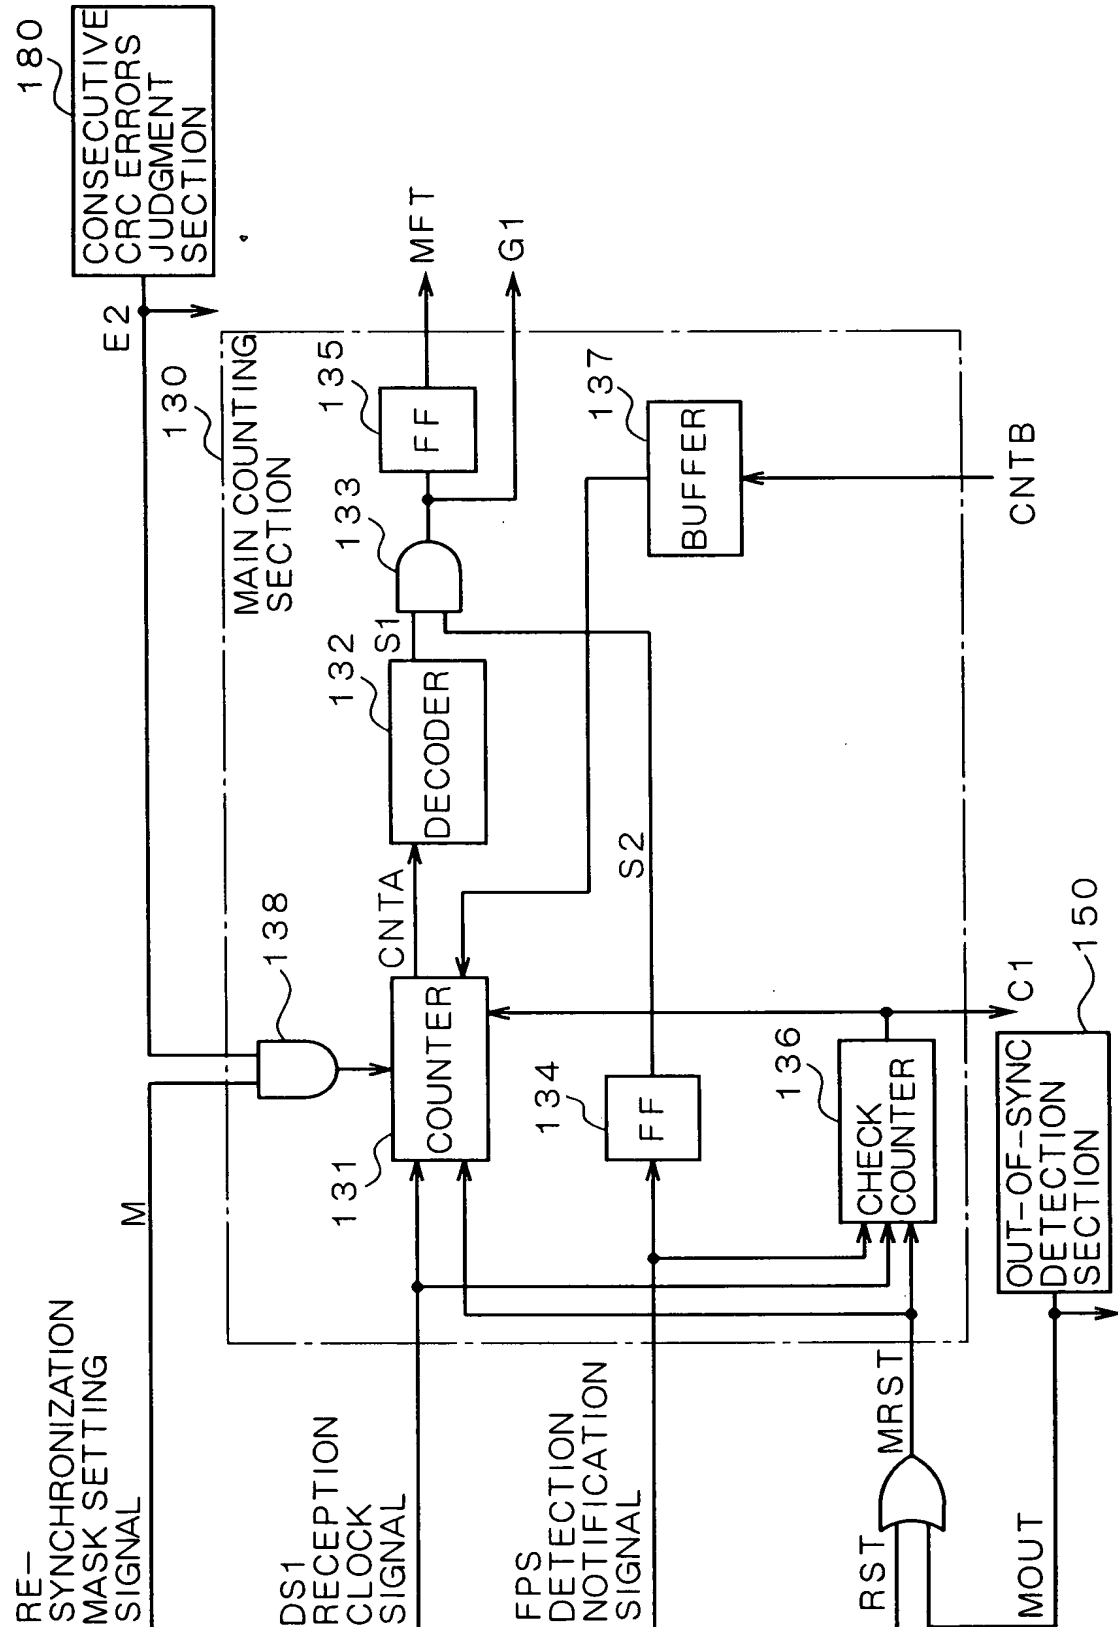 RE-
SYNCHRONIZATION
MASK SETTING
SIGNAL
M
138
E2
180
CONSECUTIVE
CRC ERRORS
JUDGMENT
SECTION
130
MAIN COUNTING
SECTION
DS1
RECEPTION
CLOCK
SIGNAL
131
COUNTER
CNTA
132
DECODER
S1
133
135
FF
MFT
G1
FPS
DETECTION
NOTIFICATION
SIGNAL
134
FF
S2
137
BUFFER
CNTB
136
CHECK
COUNTER
C1
RST
MRST
MOUT
150
OUT-OF-SYNC
DETECTION
SECTION